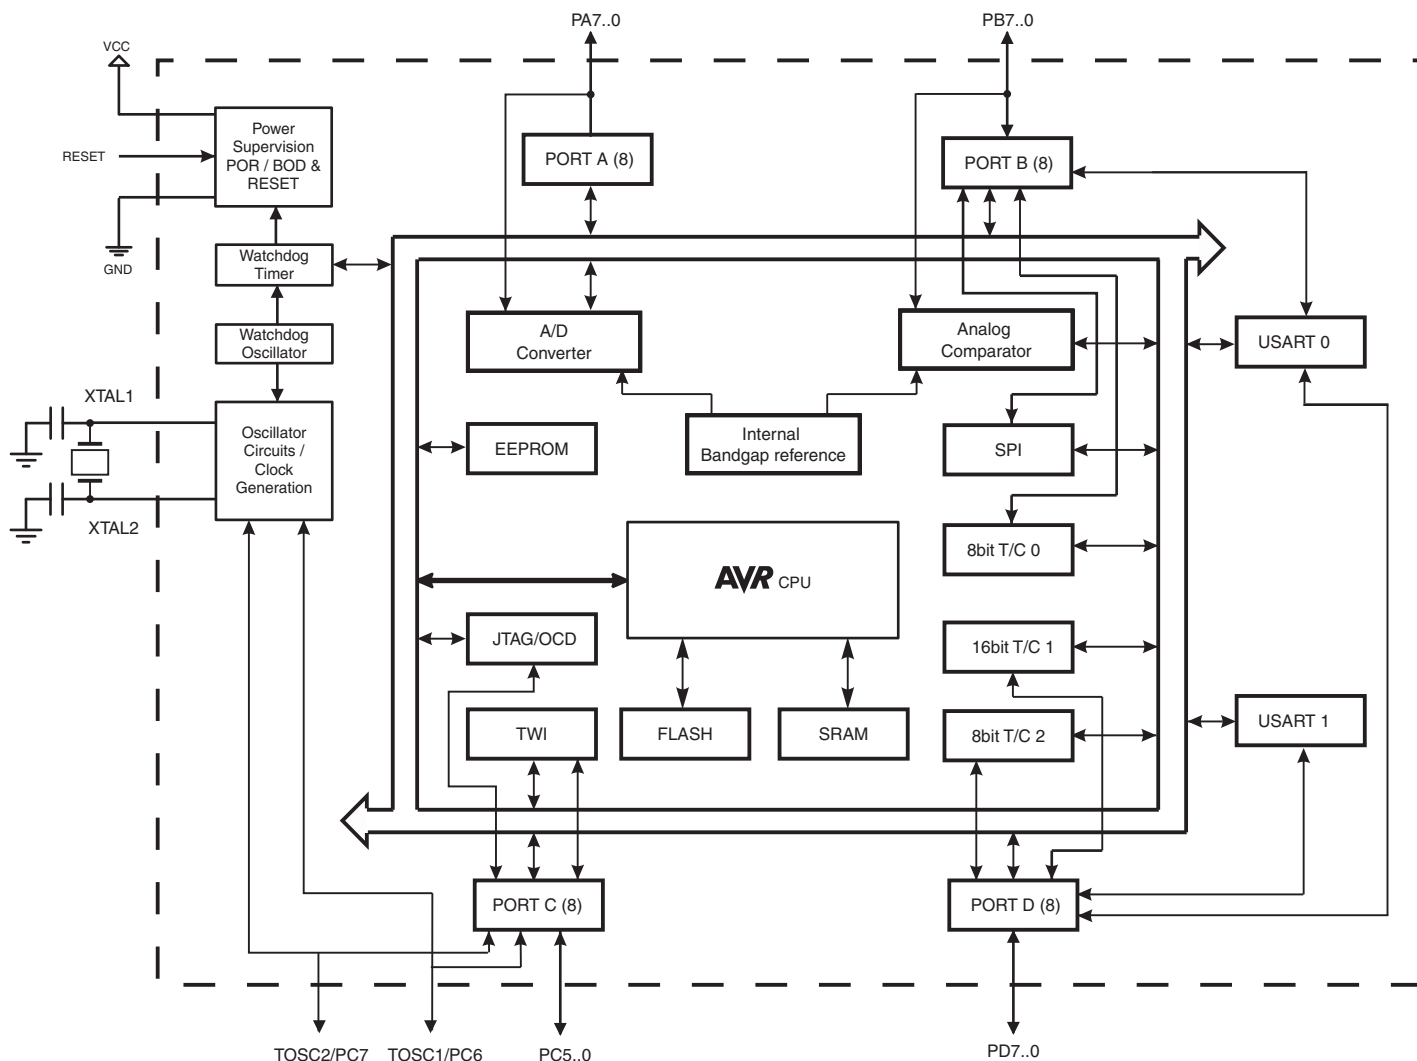 PA7..0
PB7..0
VCC
Power
Supervision
POR / BOD &
RESET
RESET
PORT A (8)
PORT B (8)
GND
Watchdog
Timer
Watchdog
Oscillator
A/D
Converter
Analog
Comparator
USART 0
XTAL1
Oscillator
Circuits /
Clock
Generation
EEPROM
Internal
Bandgap reference
SPI
XTAL2
8bit T/C 0
AVR CPU
JTAG/OCD
16bit T/C 1
TWI
FLASH
SRAM
8bit T/C 2
USART 1
PORT C (8)
PORT D (8)
TOSC2/PC7
TOSC1/PC6
PC5..0
PD7..0